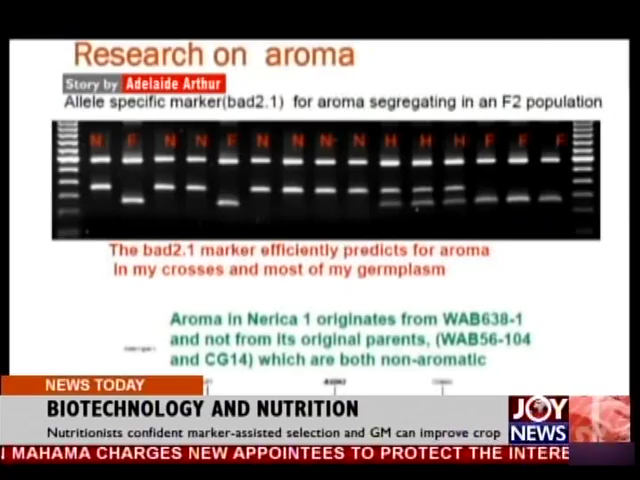 Research on aroma
Story by Adelaide Arthur
Allele specific marker(bad2.1) for aroma segregating in an F2 population
N F N N F N N N N H H H F F F
The bad2.1 marker efficiently predicts for aroma
In my crosses and most of my germplasm
Aroma in Nerica 1 originates from WAB638-1
and not from its original parents, (WAB56-104
and CG14) which are both non-aromatic
NEWS TODAY
BIOTECHNOLOGY AND NUTRITION
Nutritionists confident marker-assisted selection and GM can improve crop
JOY
NEWS
MAHAMA CHARGES NEW APPOINTEES TO PROTECT THE INTERE